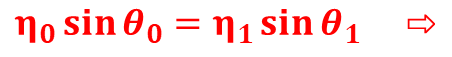 η₀ sin θ₀ = η₁ sin θ₁ ⇨